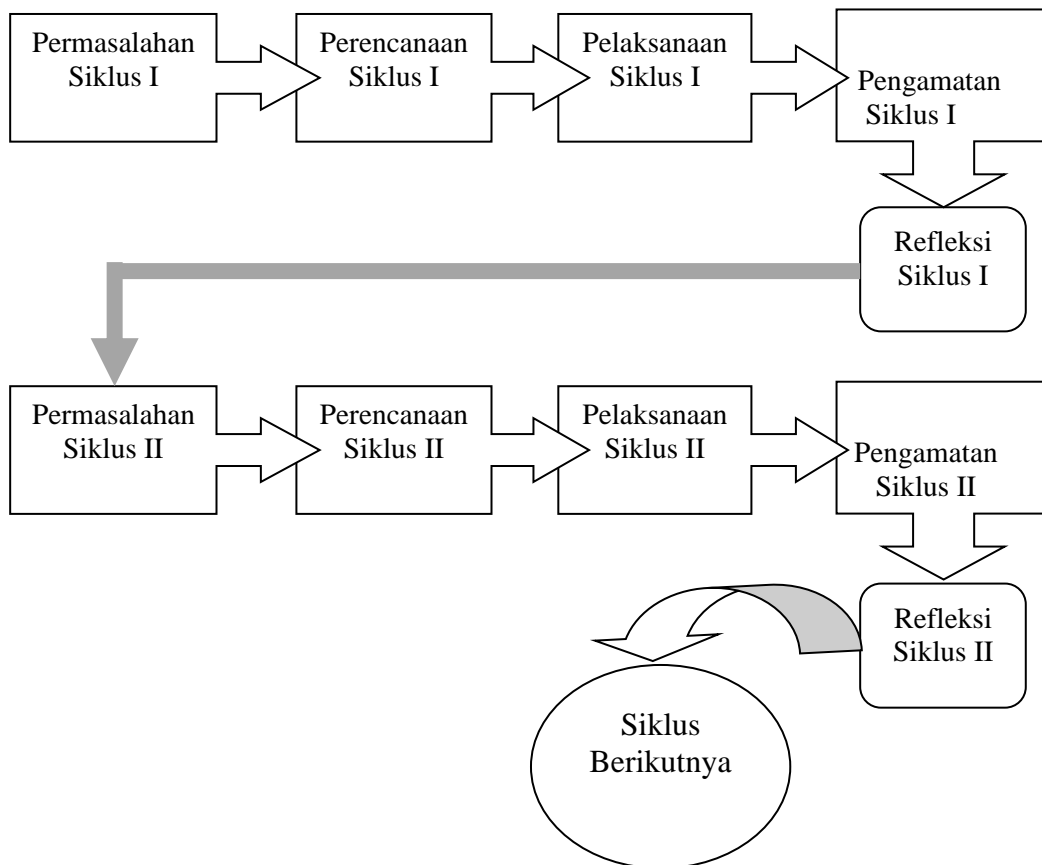 Permasalahan
Siklus I
Perencanaan
Siklus I
Pelaksanaan
Siklus I
Pengamatan
Siklus I
Refleksi
Siklus I
Permasalahan
Siklus II
Perencanaan
Siklus II
Pelaksanaan
Siklus II
Pengamatan
Siklus II
Refleksi
Siklus II
Siklus
Berikutnya